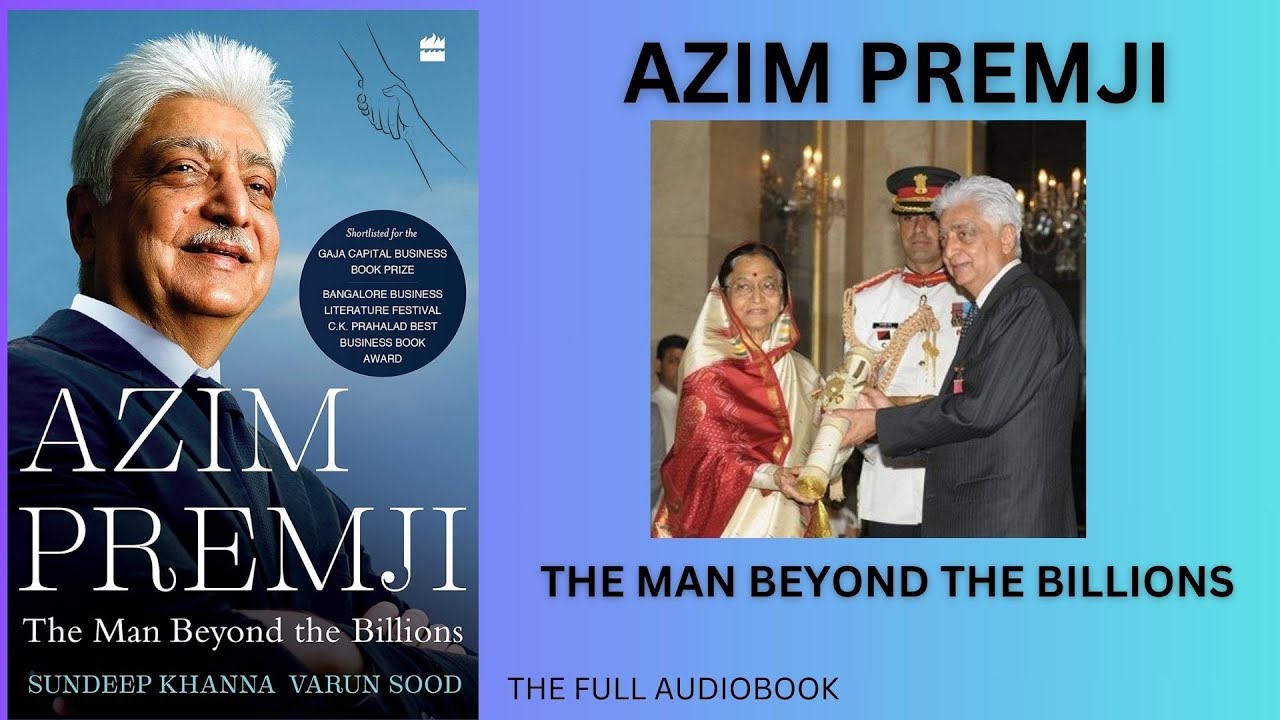 Shortlisted for the
GAJA CAPITAL BUSINESS
BOOK PRIZE
BANGALORE BUSINESS
LITERATURE FESTIVAL
C.K. PRAHALAD BEST
BUSINESS BOOK
AWARD
AZIM
PREMJI
The Man Beyond the Billions
SUNDEEP KHANNA VARUN SOOD
AZIM PREMJI
THE MAN BEYOND THE BILLIONS
THE FULL AUDIOBOOK